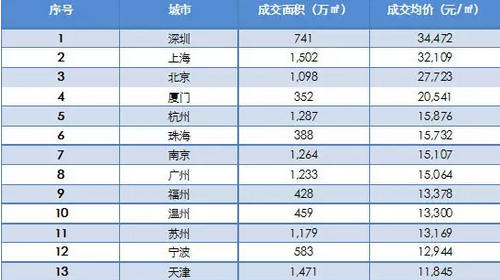 序号 城市 成交面积（万㎡） 成交均价（元/㎡）
1 深圳 741 34,472
2 上海 1,502 32,109
3 北京 1,098 27,723
4 厦门 352 20,541
5 杭州 1,287 15,876
6 珠海 388 15,732
7 南京 1,264 15,107
8 广州 1,233 15,064
9 福州 428 13,378
10 温州 459 13,300
11 苏州 1,179 13,169
12 宁波 583 12,944
13 天津 1,471 11,845